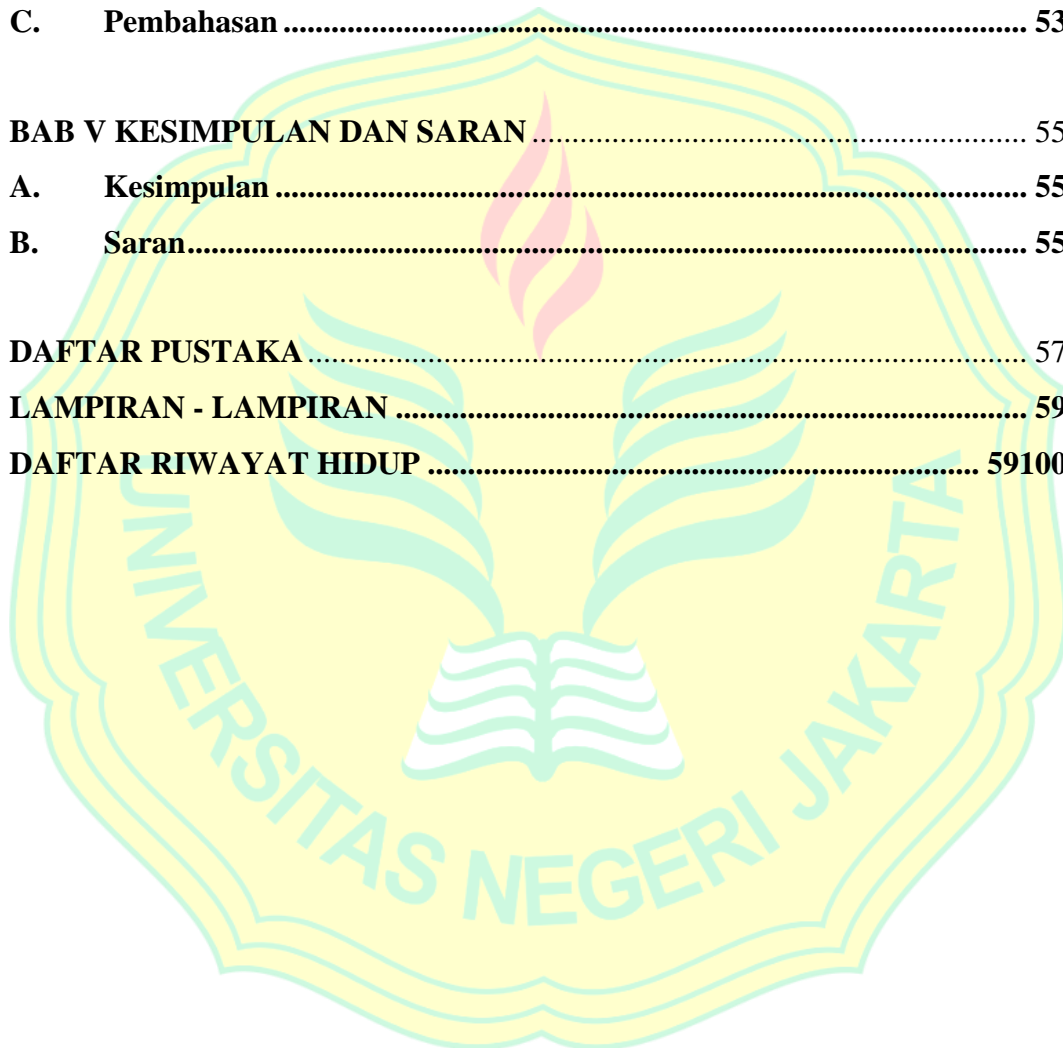 C. Pembahasan ............................................................................................... 53
BAB V KESIMPULAN DAN SARAN ............................................................... 55
A. Kesimpulan ................................................................................................ 55
B. Saran........................................................................................................... 55
DAFTAR PUSTAKA ............................................................................................ 57
LAMPIRAN - LAMPIRAN ................................................................................ 59
DAFTAR RIWAYAT HIDUP ...................................................................... 59100
UNIVERSITAS NEGERI JAKARTA